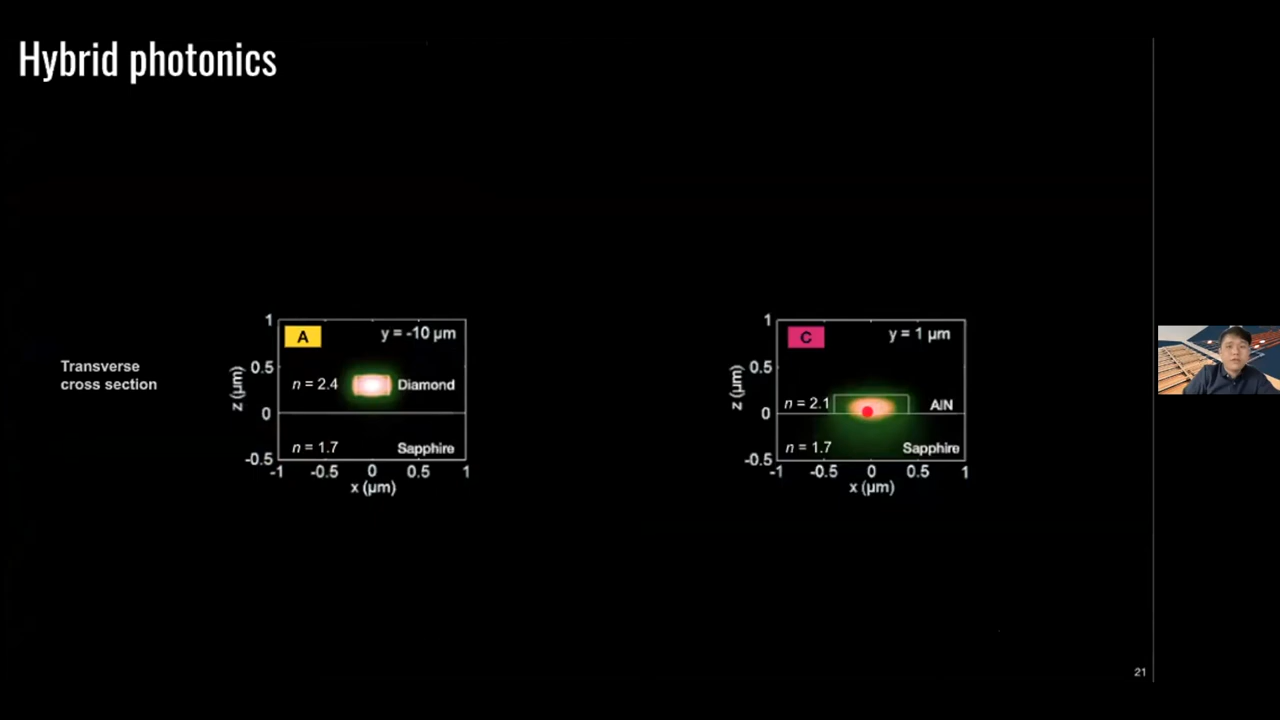 Hybrid photonics
Transverse
cross section
A
y = -10 µm
n = 2.4
Diamond
n = 1.7
Sapphire
1
0.5
0
-0.5
z (µm)
-1 -0.5 0 0.5 1
x (µm)
C
y = 1 µm
n = 2.1
AlN
n = 1.7
Sapphire
1
0.5
0
-0.5
z (µm)
-1 -0.5 0 0.5 1
x (µm)
21